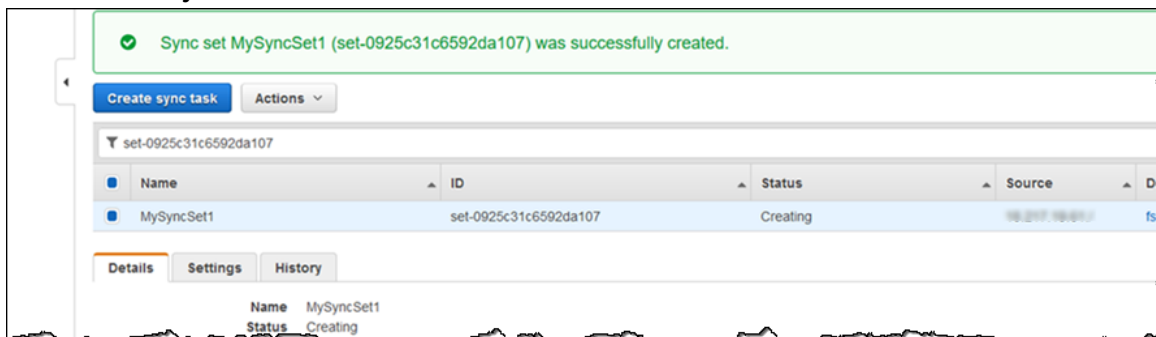 Sync set MySyncSet1 (set-0925c31c6592da107) was successfully created.
Create sync task Actions
set-0925c31c6592da107
Name ID Status Source
MySyncSet1 set-0925c31c6592da107 Creating fs
Details Settings History
Name MySyncSet1
Status Creating